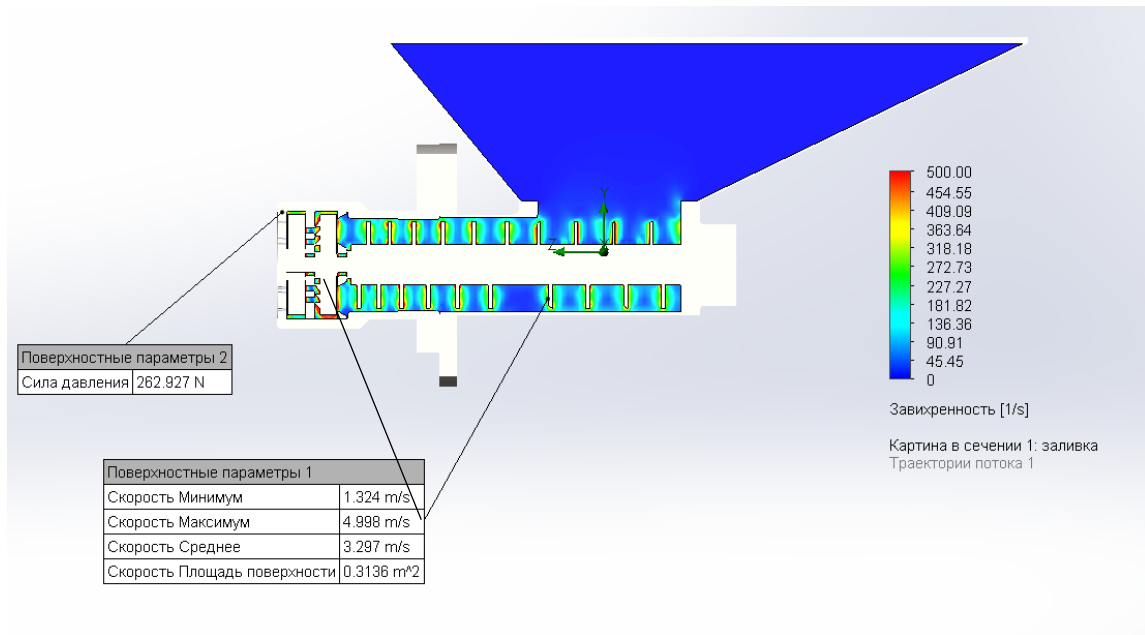 Y
Z
500.00
454.55
409.09
363.64
318.18
272.73
227.27
181.82
136.36
90.91
45.45
0
Завихренность [1/s]
Картина в сечении 1: заливка
Траектории потока 1
Поверхностные параметры 2
Сила давления 262.927 N
Поверхностные параметры 1
Скорость Минимум 1.324 m/s
Скорость Максимум 4.998 m/s
Скорость Среднее 3.297 m/s
Скорость Площадь поверхности 0.3136 m^2